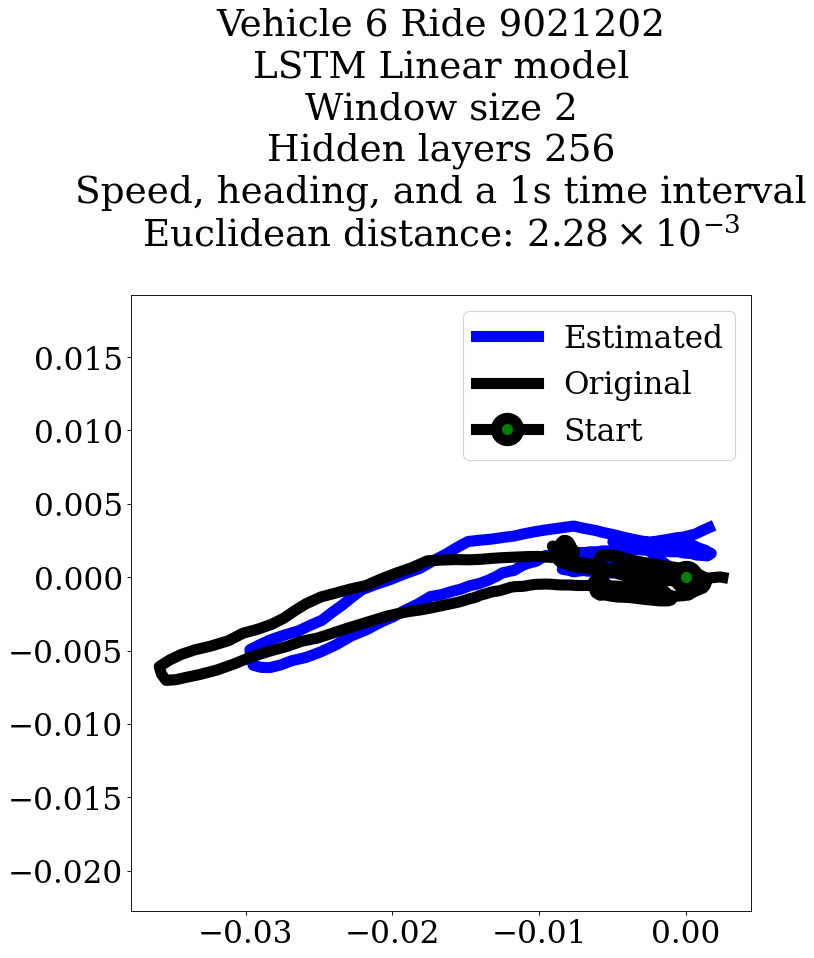 Vehicle 6 Ride 9021202
LSTM Linear model
Window size 2
Hidden layers 256
Speed, heading, and a 1s time interval
Euclidean distance: 2.28 × 10⁻³
Estimated
Original
Start
0.015
0.010
0.005
0.000
−0.005
−0.010
−0.015
−0.020
−0.03 −0.02 −0.01 0.00